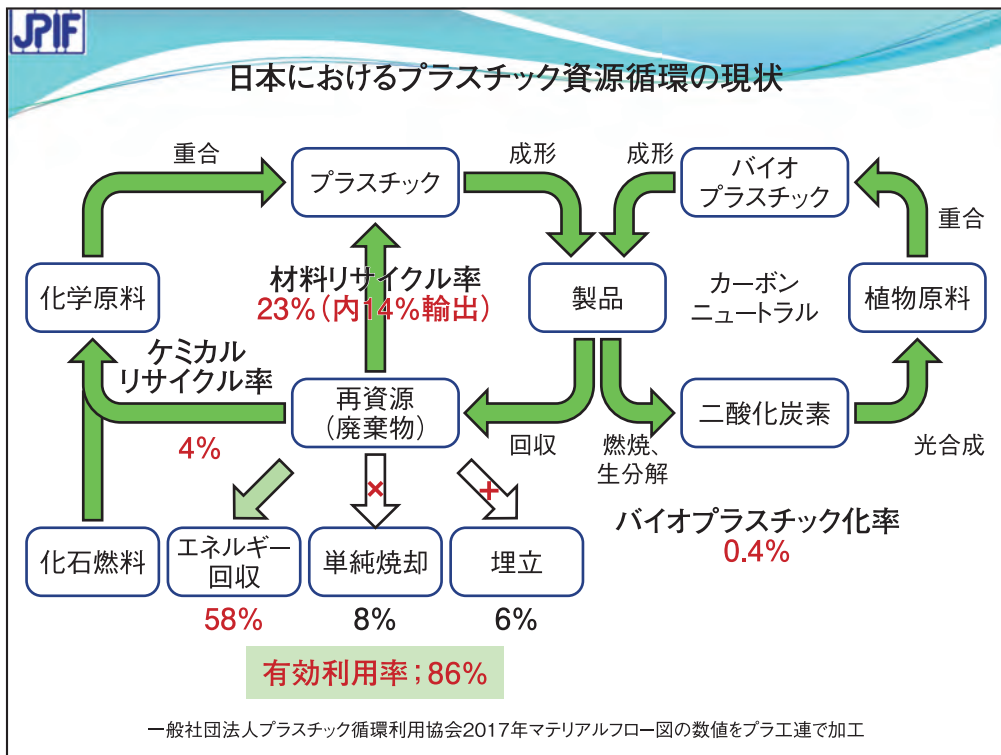 JPIF
日本におけるプラスチック資源循環の現状
重合
プラスチック
成形
成形
バイオ
プラスチック
重合
化学原料
材料リサイクル率
23%(内14%輸出)
製品
カーボン
ニュートラル
植物原料
ケミカル
リサイクル率
4%
再資源
(廃棄物)
回収
燃焼、
生分解
二酸化炭素
光合成
バイオプラスチック化率
0.4%
化石燃料
エネルギー
回収
58%
単純焼却
8%
埋立
6%
有効利用率;86%
一般社団法人プラスチック循環利用協会2017年マテリアルフロー図の数値をプラ工連で加工